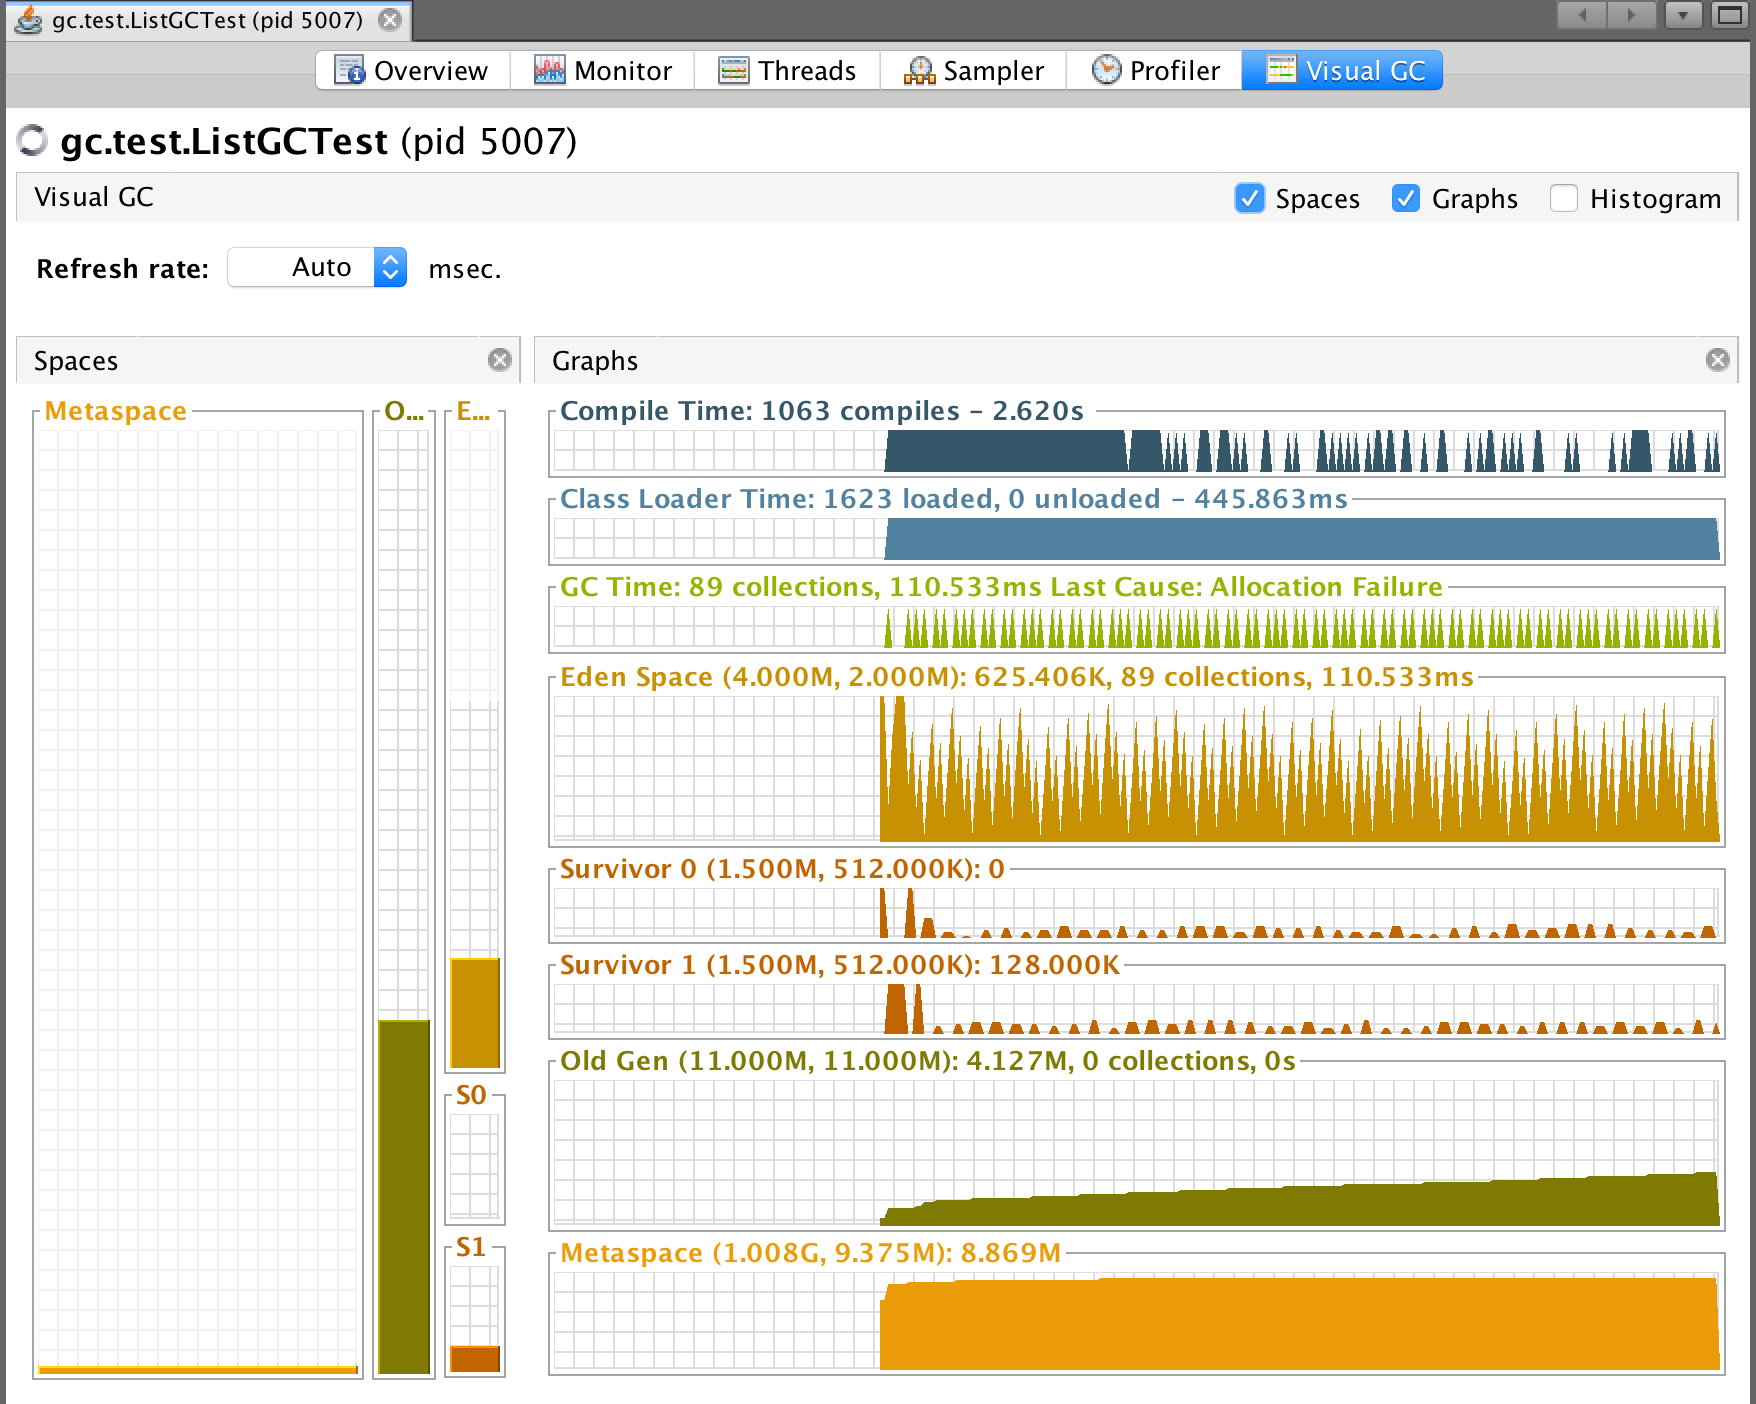 gc.test.ListGCTest (pid 5007)
Overview
Monitor
Threads
Sampler
Profiler
Visual GC
gc.test.ListGCTest (pid 5007)
Visual GC
Spaces
Graphs
Histogram
Refresh rate:
Auto
msec.
Spaces
Metaspace
O...
E...
S0
S1
Graphs
Compile Time: 1063 compiles - 2.620s
Class Loader Time: 1623 loaded, 0 unloaded - 445.863ms
GC Time: 89 collections, 110.533ms Last Cause: Allocation Failure
Eden Space (4.000M, 2.000M): 625.406K, 89 collections, 110.533ms
Survivor 0 (1.500M, 512.000K): 0
Survivor 1 (1.500M, 512.000K): 128.000K
Old Gen (11.000M, 11.000M): 4.127M, 0 collections, 0s
Metaspace (1.008G, 9.375M): 8.869M